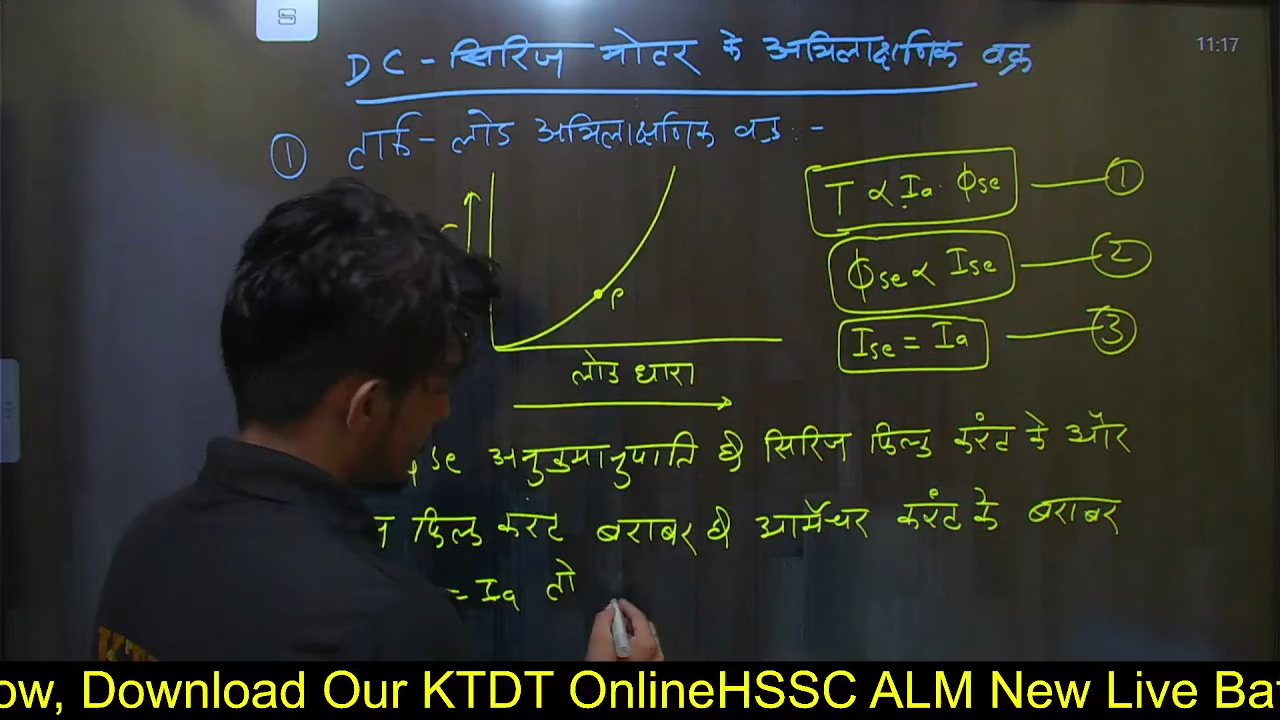 11:17
DC - सिरिज मोटर के अभिलाक्षणिक वक्र
① टार्क - लोड अभिलाक्षणिक वक्र : -
T ∝ Ia · ϕse ①
ϕse ∝ Ise ②
P
Ise = Ia ③
लोड धारा
se अनुक्रमानुपाति है सिरिज फिल्ड करंट के और
फिल्ड करंट बराबर है आर्मेचर करंट के बराबर
= Ia तो
ow, Download Our KTDT OnlineHSSC ALM New Live Ba